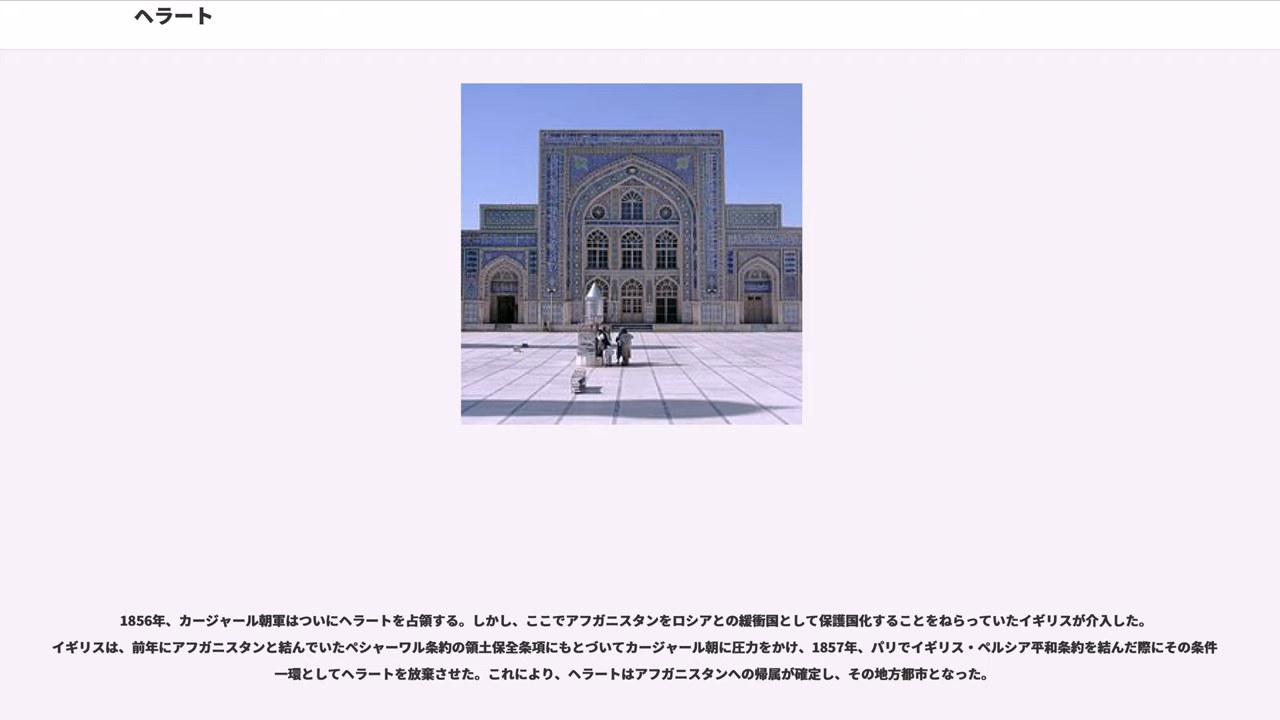 ヘラート
1856年、カージャール朝軍はついにヘラートを占領する。しかし、ここでアフガニスタンをロシアとの緩衝国として保護国化することをねらっていたイギリスが介入した。
イギリスは、前年にアフガニスタンと結んでいたペシャーワル条約の領土保全条項にもとづいてカージャール朝に圧力をかけ、1857年、パリでイギリス・ペルシア平和条約を結んだ際にその条件
一環としてヘラートを放棄させた。これにより、ヘラートはアフガニスタンへの帰属が確定し、その地方都市となった。